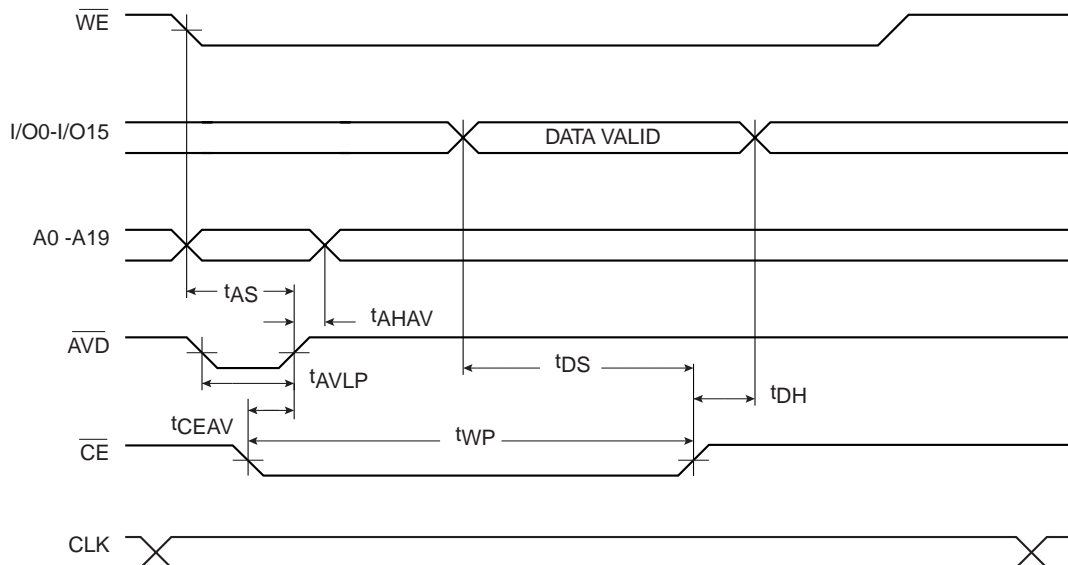 WE
I/O0-I/O15
DATA VALID
A0 -A19
tAS
tAHAV
AVD
tAVLP
tDS
tDH
tCEAV
tWP
CE
CLK